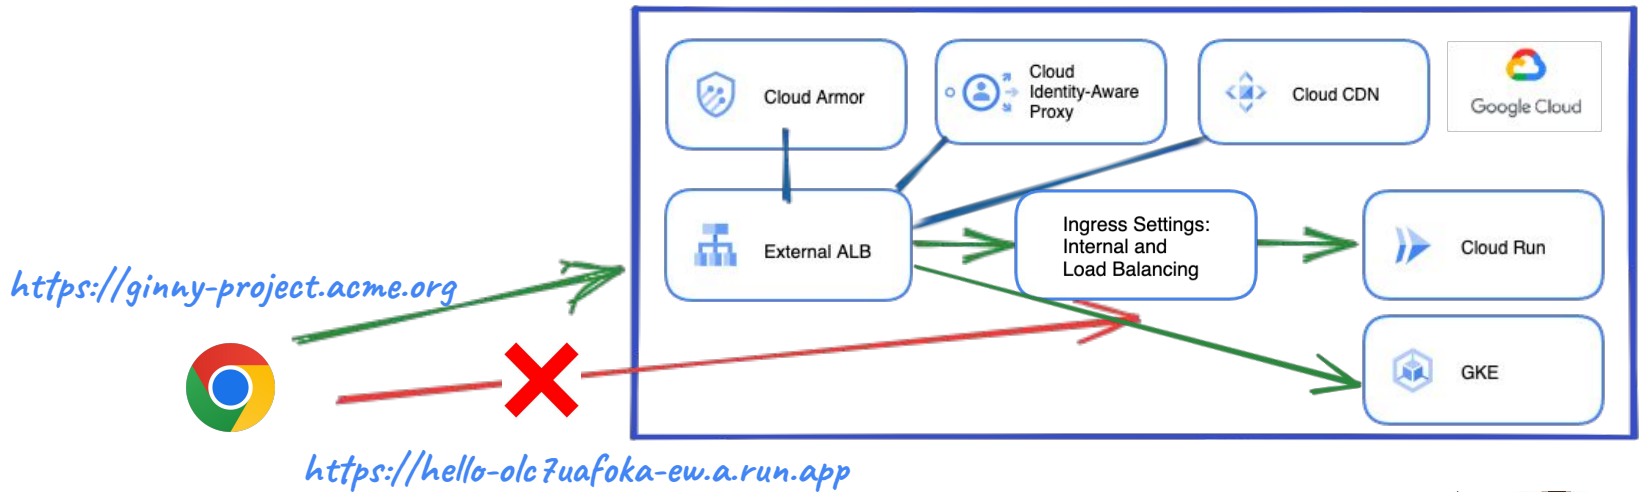 Cloud Armor
Cloud
Identity-Aware
Proxy
Cloud CDN
Google Cloud
External ALB
Ingress Settings:
Internal and
Load Balancing
Cloud Run
GKE
https://ginny-project.acme.org
https://hello-olc7uafoka-ew.a.run.app